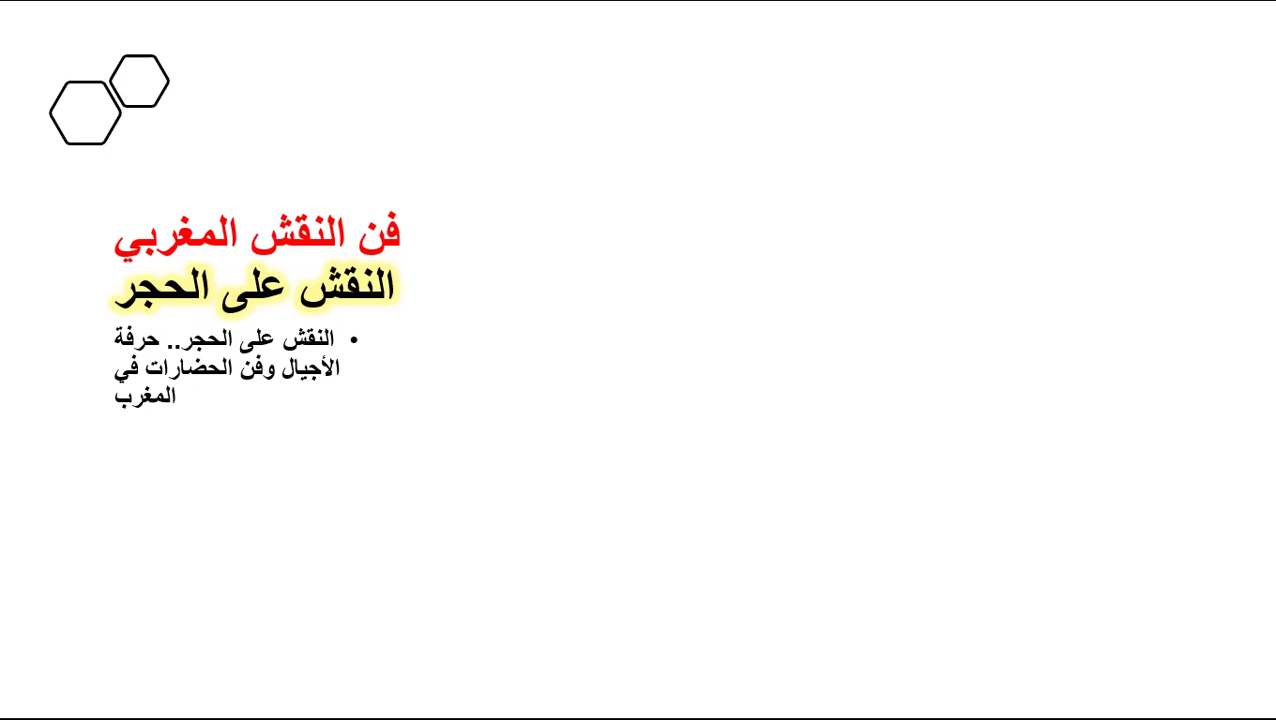 فن النقش المغربي
النقش على الحجر
• النقش على الحجر.. حرفة
الأجيال وفن الحضارات في
المغرب